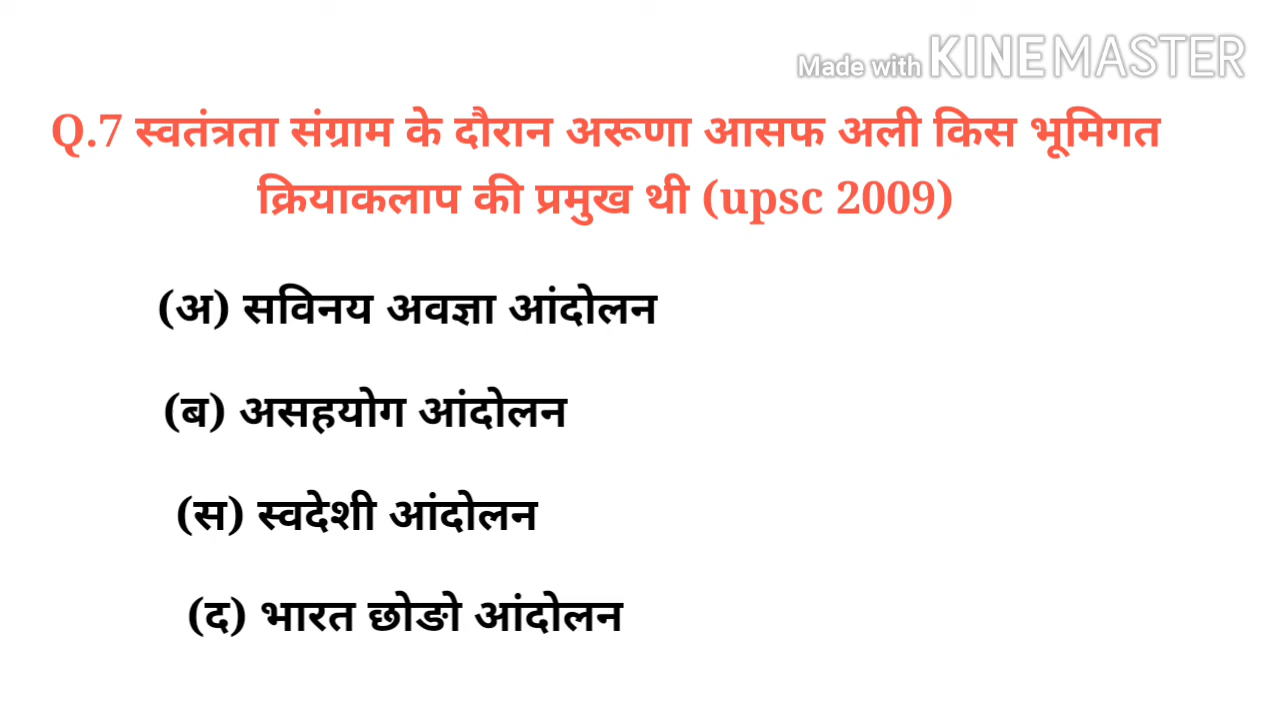 Made with KINEMASTER
Q.7 स्वतंत्रता संग्राम के दौरान अरूणा आसफ अली किस भूमिगत
क्रियाकलाप की प्रमुख थी (upsc 2009)
(अ) सविनय अवज्ञा आंदोलन
(ब) असहयोग आंदोलन
(स) स्वदेशी आंदोलन
(द) भारत छोङो आंदोलन